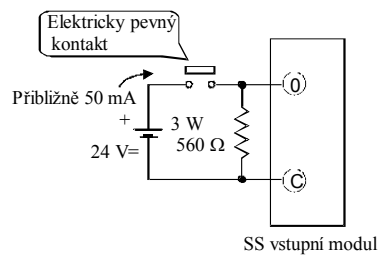 Elektricky pevný
kontakt
Přibližně 50 mA
+
3 W
560 Ω
24 V=
0
C
SS vstupní modul